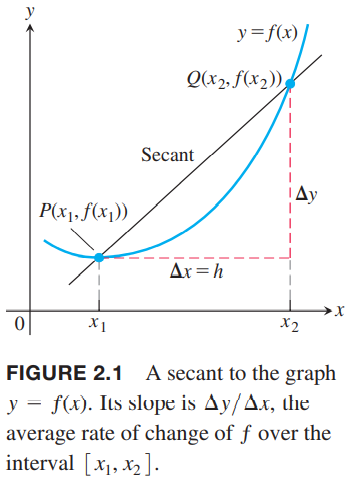 y
y = f(x)
Q(x₂, f(x₂))
Secant
Δy
P(x₁, f(x₁))
Δx = h
x
0
x₁
x₂
FIGURE 2.1 A secant to the graph
y = f(x). Its slope is Δy/Δx, the
average rate of change of f over the
interval [x₁, x₂].